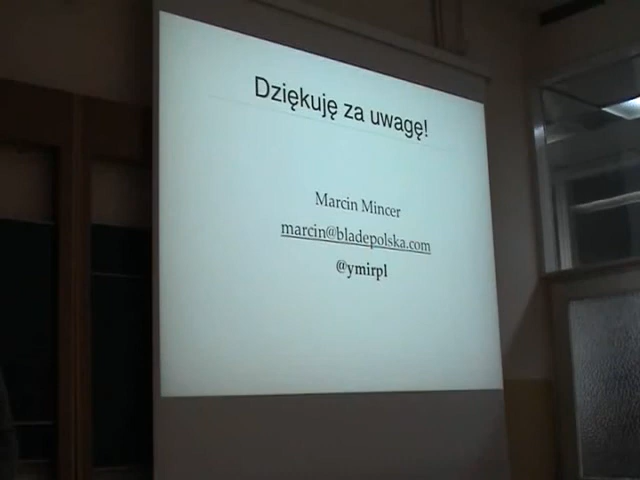 Dziękuję za uwagę!
Marcin Mincer
marcin@bladepolska.com
@ymirpl